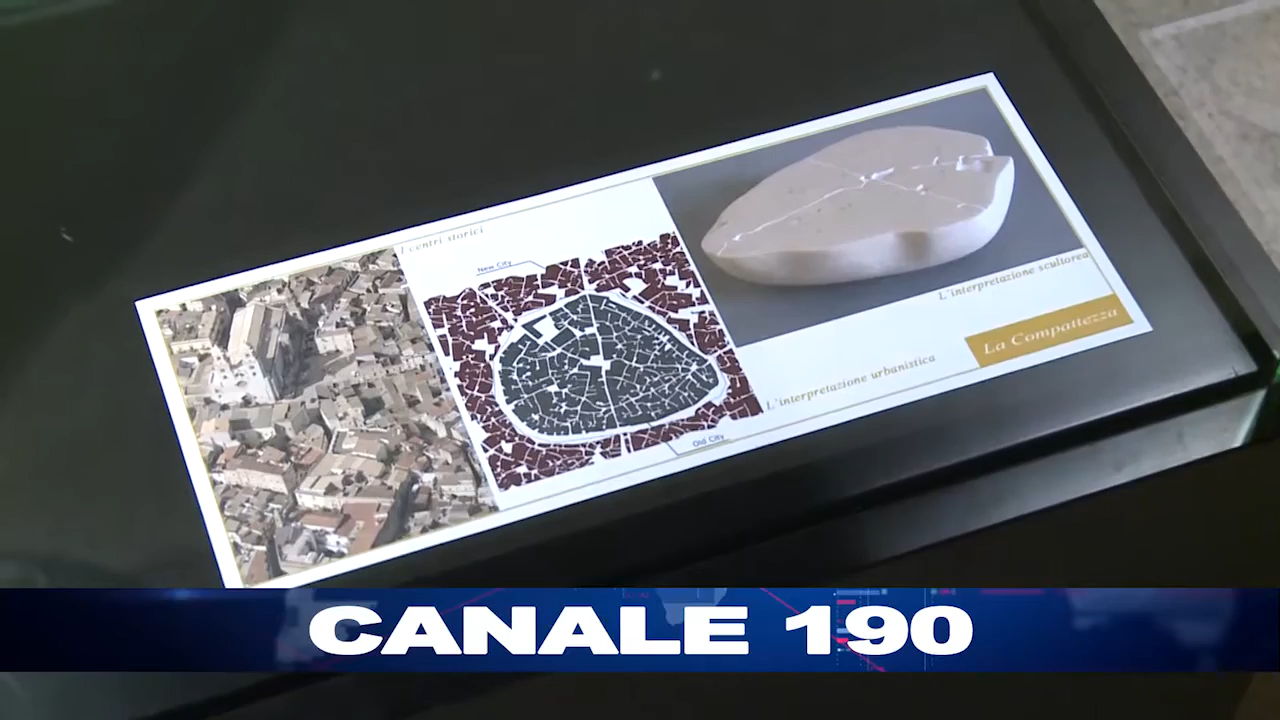 I centri storici
New City
Old City
L'interpretazione scultorea
L'interpretazione urbanistica
La Compattezza
CANALE 190